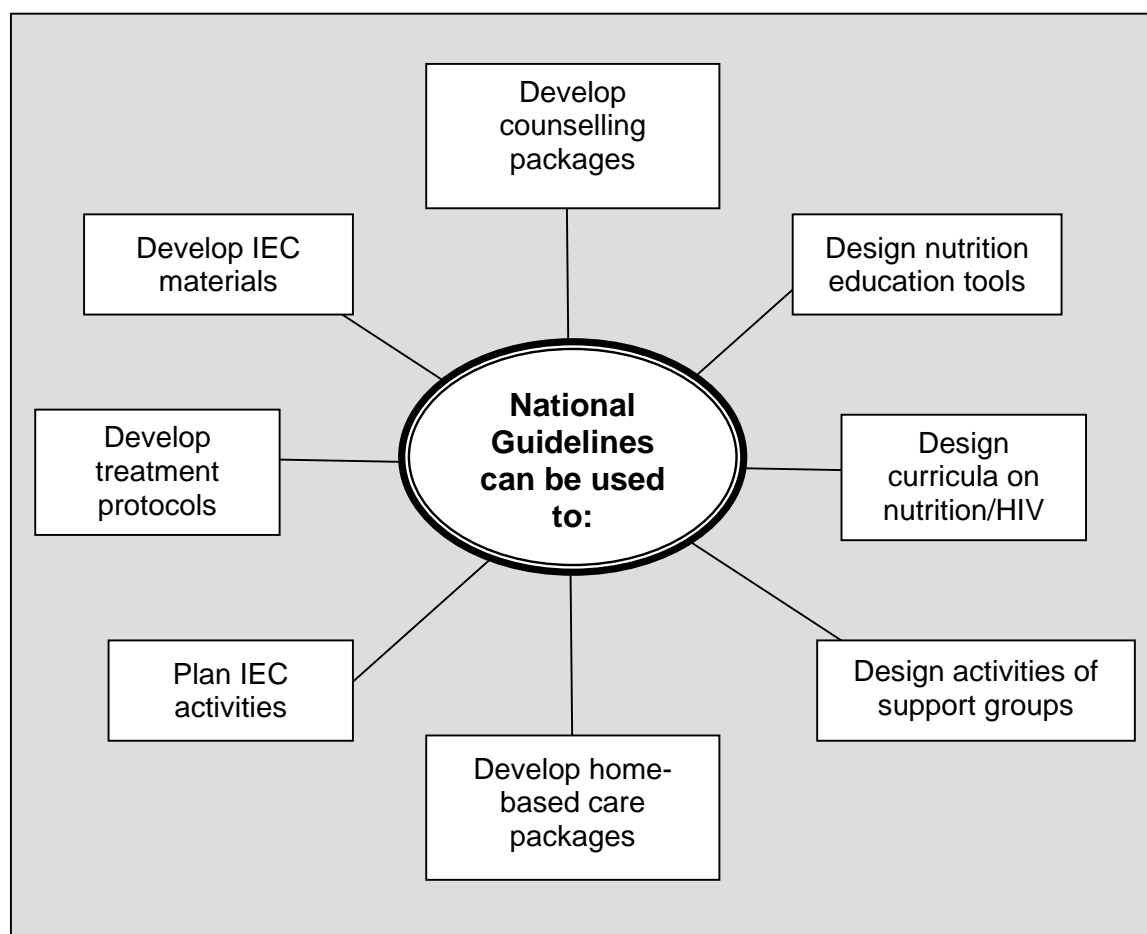 Develop
counselling
packages
Develop IEC
materials
Design nutrition
education tools
National
Guidelines
can be used
to:
Develop
treatment
protocols
Design
curricula on
nutrition/HIV
Plan IEC
activities
Design activities of
support groups
Develop home-
based care
packages